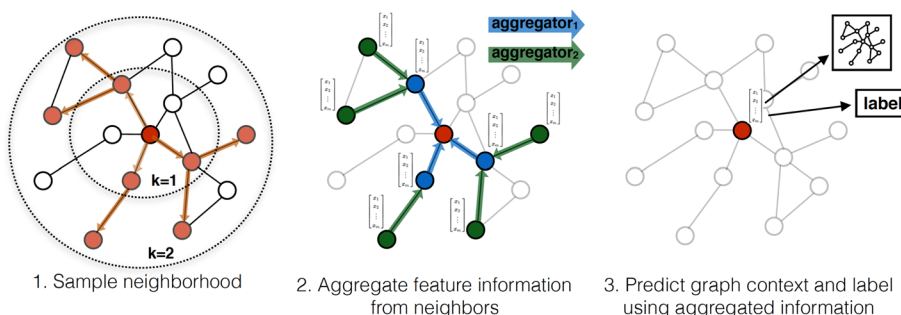 aggregator₁
aggregator₂
label
k=1
k=2
1. Sample neighborhood
2. Aggregate feature information
from neighbors
3. Predict graph context and label
using aggregated information